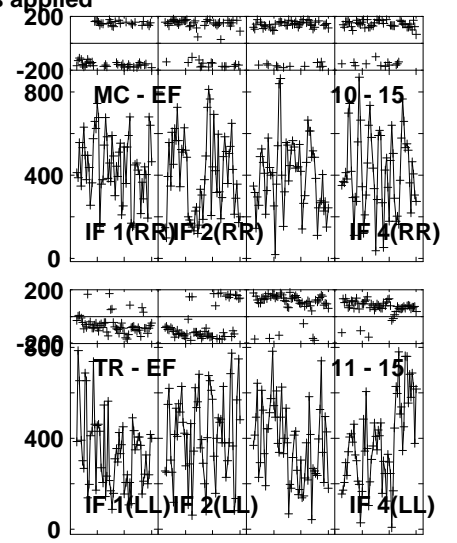 s applied
200
-200
800
MC - EF 10 - 15
400
IF 1(RR) IF 2(RR) IF 4(RR)
0
200
-200
800
TR - EF 11 - 15
400
IF 1(LL) IF 2(LL) IF 4(LL)
0